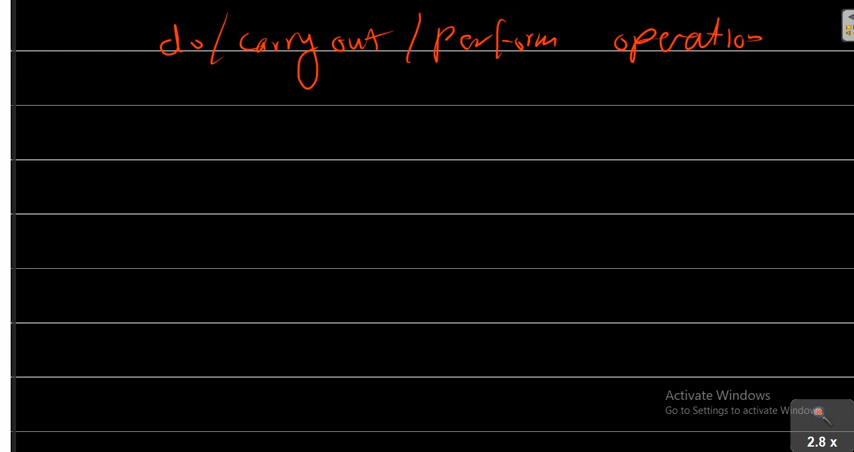 do/ carry out / perform operation
Activate Windows
Go to Settings to activate Windows.
2.8 x